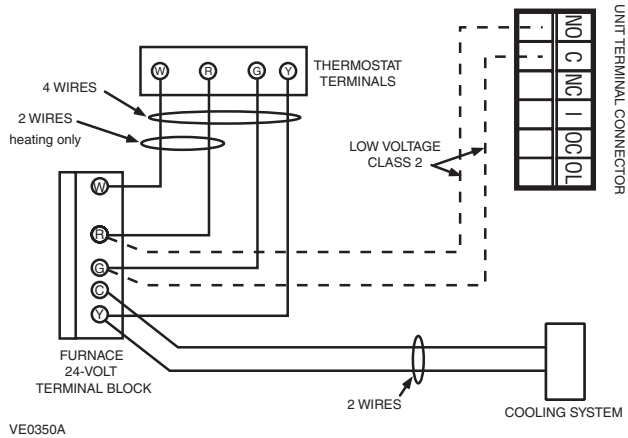 W R G Y
THERMOSTAT
TERMINALS
4 WIRES
2 WIRES
heating only
LOW VOLTAGE
CLASS 2
NO
C
NC
I
OC
OL
UNIT TERMINAL CONNECTOR
W
R
G
C
Y
FURNACE
24-VOLT
TERMINAL BLOCK
2 WIRES
COOLING SYSTEM
VE0350A